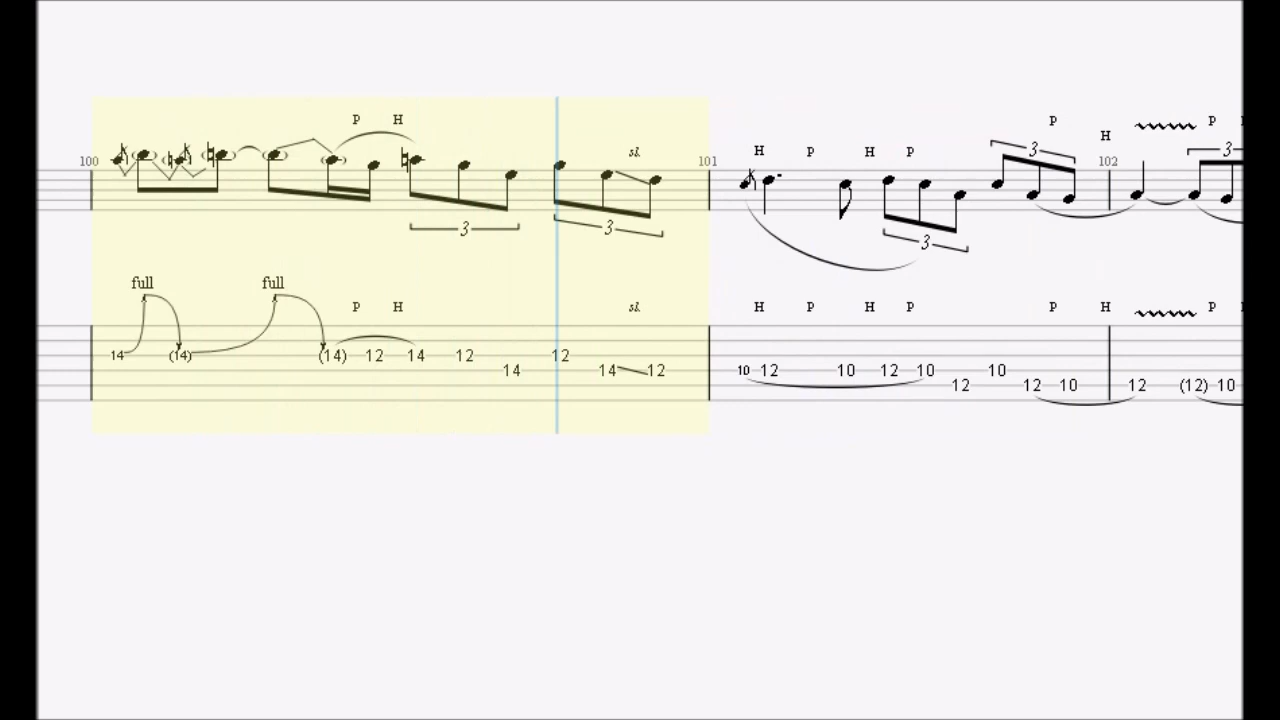 P H
sl. H P H P 3 P H P
100 101 102 3
3 3 3
full full
P H sl. H P H P P H P
14 (14) (14) 12 14 12 14 12 14 12 10 12 10 12 10 12 10 12 10 12 (12) 10